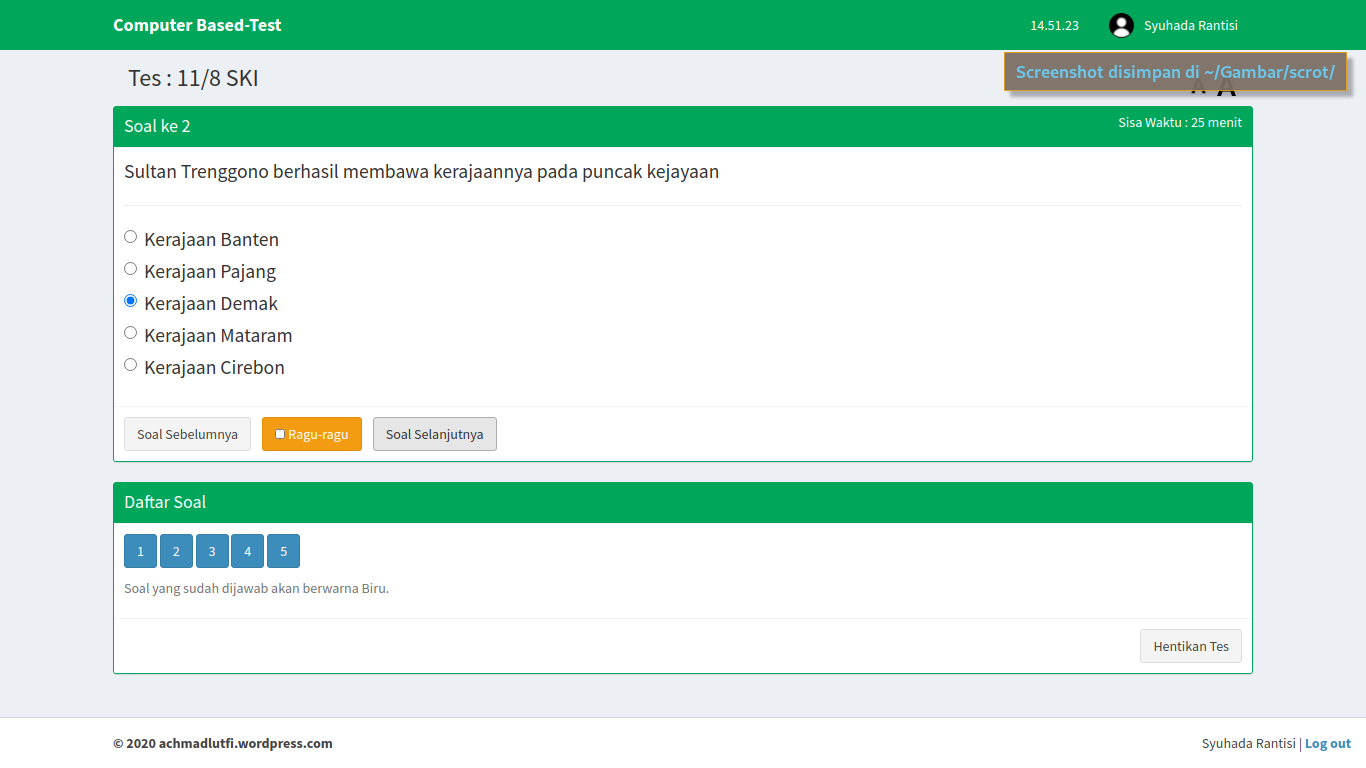 Computer Based-Test
14.51.23
Syuhada Rantisi
Tes : 11/8 SKI
Screenshot disimpan di ~/Gambar/scrot/
A A
Soal ke 2
Sisa Waktu : 25 menit
Sultan Trenggono berhasil membawa kerajaannya pada puncak kejayaan
Kerajaan Banten
Kerajaan Pajang
Kerajaan Demak
Kerajaan Mataram
Kerajaan Cirebon
Soal Sebelumnya
Ragu-ragu
Soal Selanjutnya
Daftar Soal
1 2 3 4 5
Soal yang sudah dijawab akan berwarna Biru.
Hentikan Tes
© 2020 achmadlutfi.wordpress.com
Syuhada Rantisi | Log out